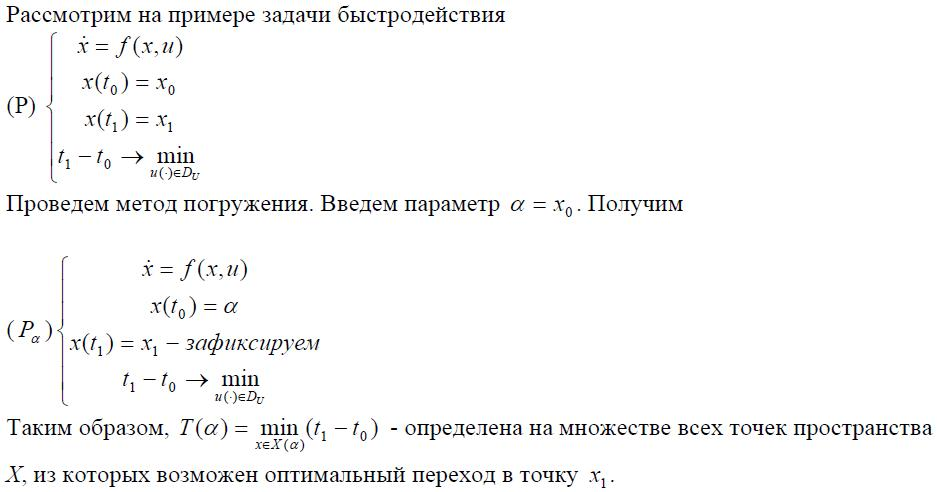 Рассмотрим на примере задачи быстродействия
ẋ = f(x,u)
x(t₀) = x₀
(P)
x(t₁) = x₁
t₁ − t₀ → min
u(·)∈D_U
Проведем метод погружения. Введем параметр α = x₀. Получим
ẋ = f(x,u)
x(t₀) = α
(P_α)
x(t₁) = x₁ − зафиксируем
t₁ − t₀ → min
u(·)∈D_U
Таким образом, T(α) = min (t₁ − t₀) - определена на множестве всех точек пространства
x∈X(α)
X, из которых возможен оптимальный переход в точку x₁.